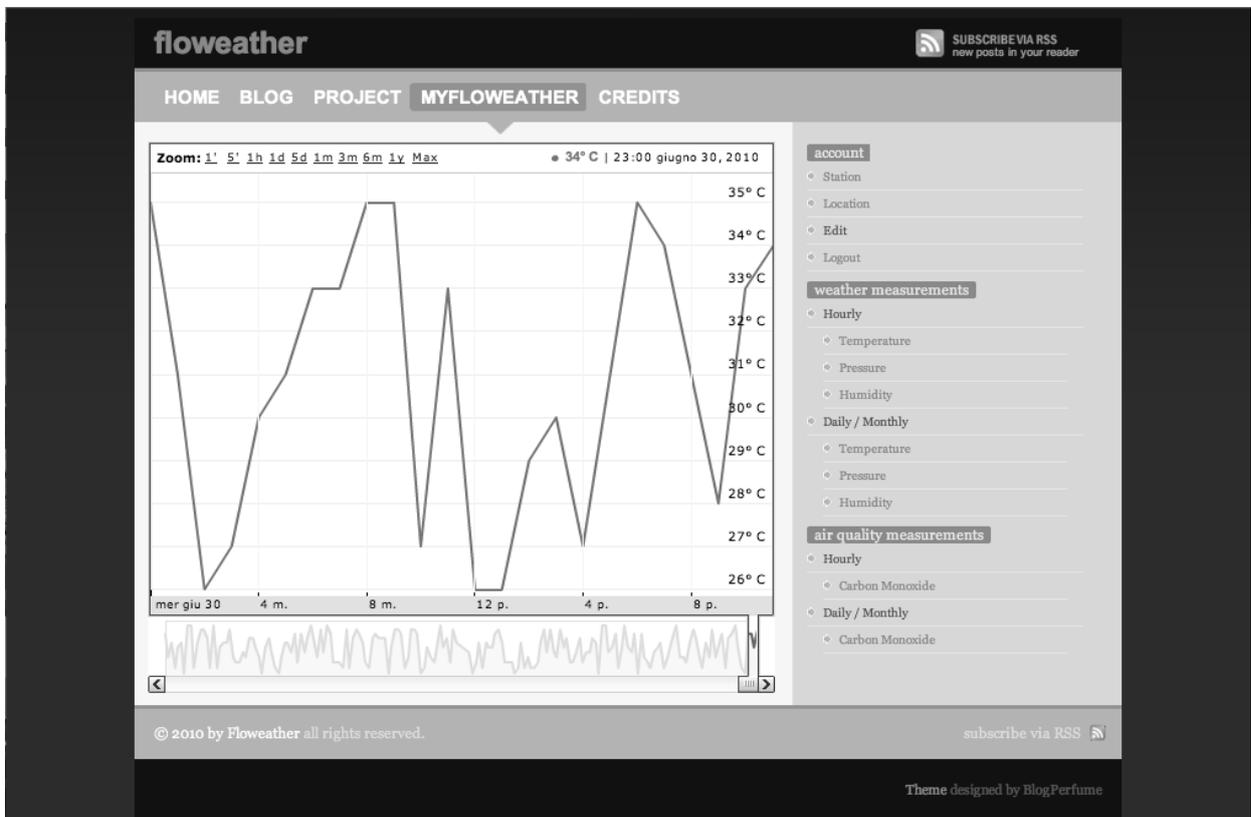 floweather
SUBSCRIBE VIA RSS
new posts in your reader
HOME BLOG PROJECT MYFLOWEATHER CREDITS
Zoom: 1' 5' 1h 1d 5d 1m 3m 6m 1y Max
34° C | 23:00 giugno 30, 2010
35° C
34° C
33° C
32° C
31° C
30° C
29° C
28° C
27° C
26° C
mer giu 30 4 m. 8 m. 12 p. 4 p. 8 p.
account
Station
Location
Edit
Logout
weather measurements
Hourly
Temperature
Pressure
Humidity
Daily / Monthly
Temperature
Pressure
Humidity
air quality measurements
Hourly
Carbon Monoxide
Daily / Monthly
Carbon Monoxide
© 2010 by Floweather all rights reserved.
subscribe via RSS
Theme designed by BlogPerfume